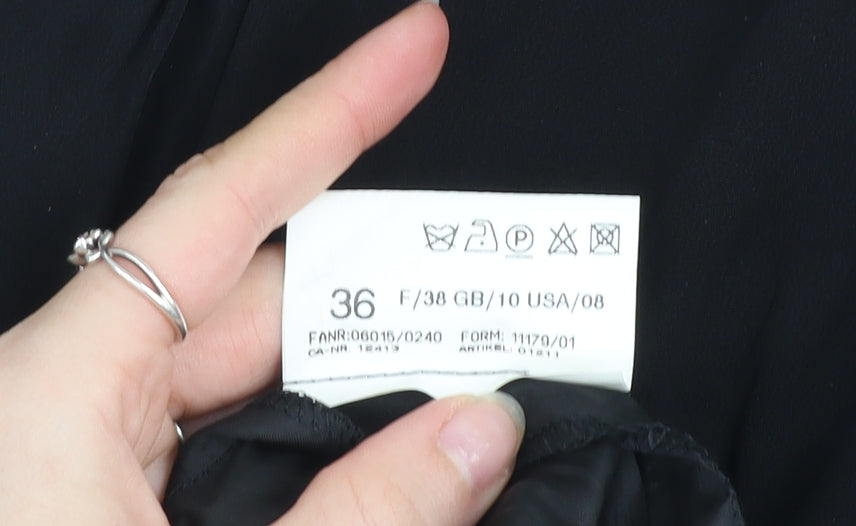 P
36 F/38 GB/10 USA/08
FANR:06015/0240 FORM: 11179/01
CA-NR. 12413 ARTIKEL: 01211